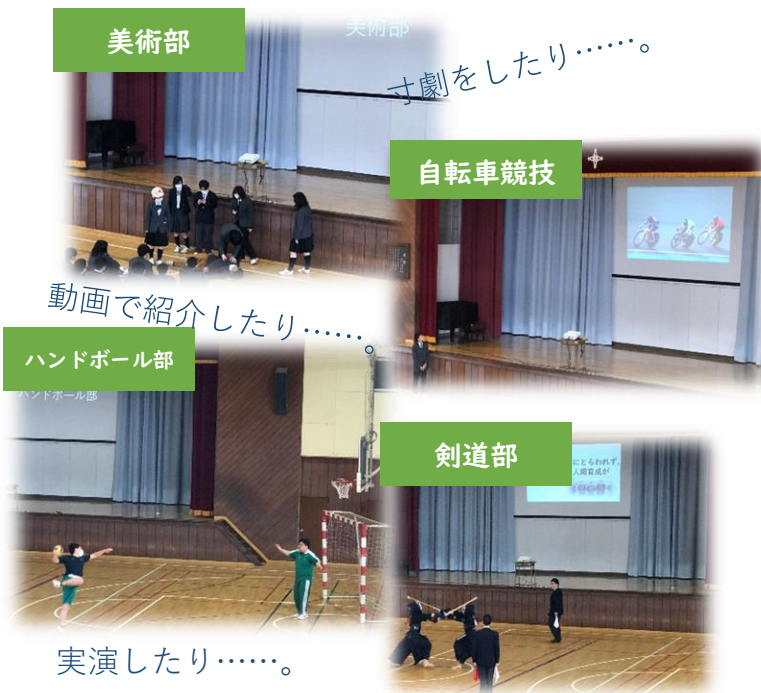 美術部
美術部
寸劇をしたり……。
自転車競技
動画で紹介したり……。
ハンドボール部
ハンドボール部
剣道部
にとらわれず、
人間育成が
実演したり……。